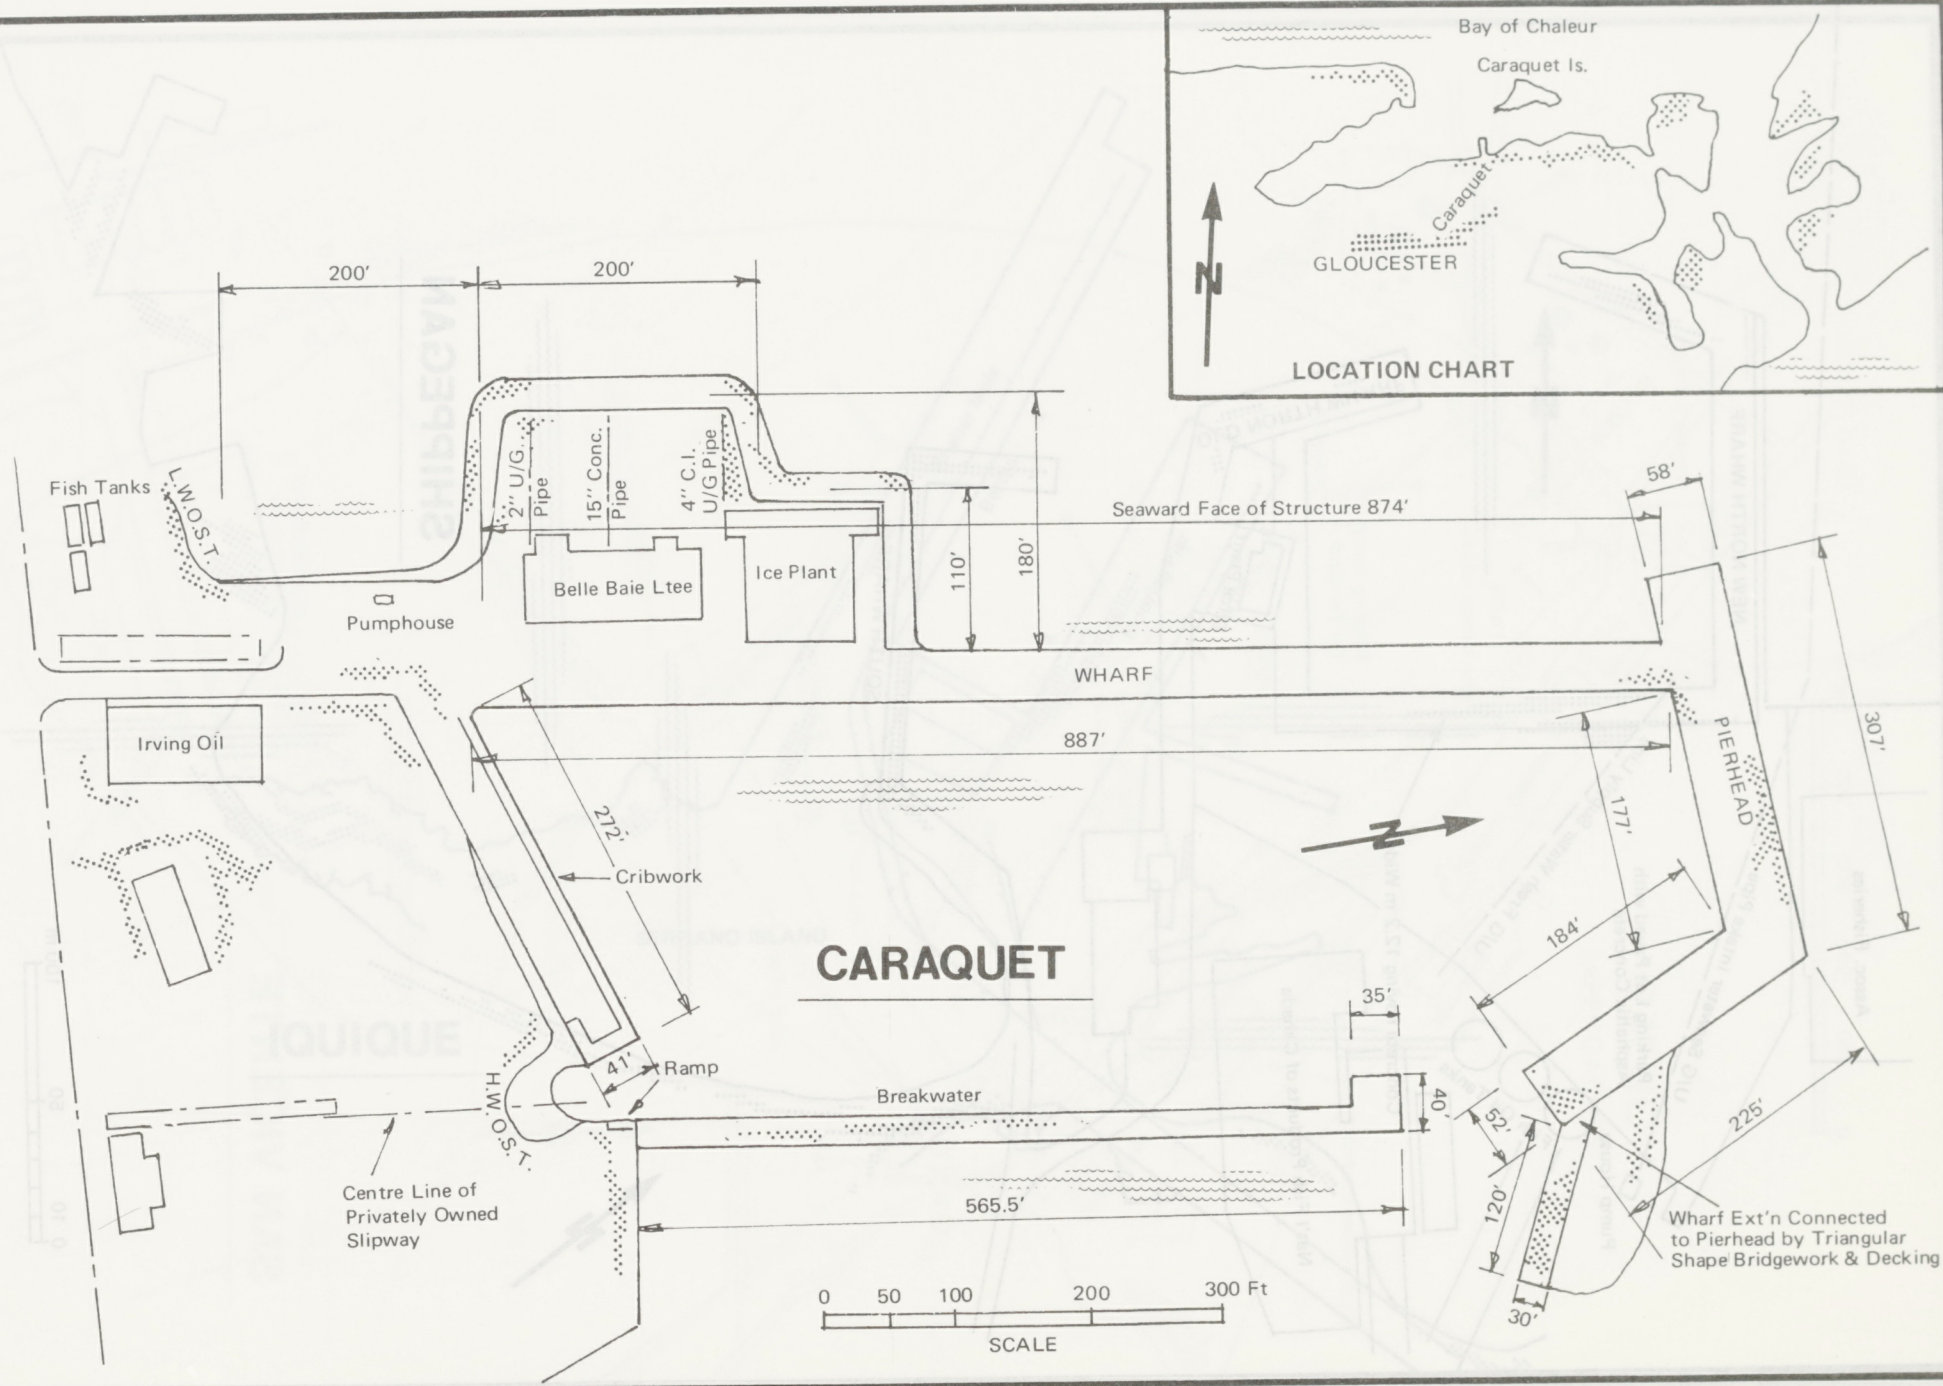 Bay of Chaleur
Caraquet Is.
Caraquet
GLOUCESTER
N
LOCATION CHART
200'
200'
Fish Tanks
L.W.O.S.T
2" U/G.
Pipe
15" Conc.
Pipe
4" C.I.
U/G Pipe
Seaward Face of Structure 874'
58'
110'
180'
Belle Baie Ltee
Ice Plant
Pumphouse
WHARF
Irving Oil
887'
PIERHEAD
307'
272'
177'
N
Cribwork
184'
CARAQUET
35'
41'
Ramp
H.W.O.S.T.
Breakwater
40'
52'
225'
120'
Centre Line of
Privately Owned
Slipway
565.5'
Wharf Ext'n Connected
to Pierhead by Triangular
Shape Bridgework & Decking
30'
0 50 100 200 300 Ft
SCALE
SHIPPEGAN